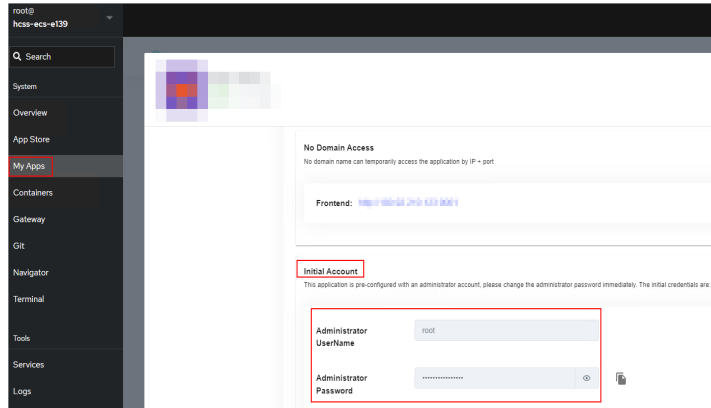 root@
hcss-ecs-e139
Search
System
Overview
App Store
My Apps
Containers
Gateway
Git
Navigator
Terminal
Tools
Services
Logs
No Domain Access
No domain name can temporarily access the application by IP + port
Frontend:
Initial Account
This application is pre-configured with an administrator account, please change the administrator password immediately. The initial credentials are:
Administrator UserName
root
Administrator Password
••••••••••••••••